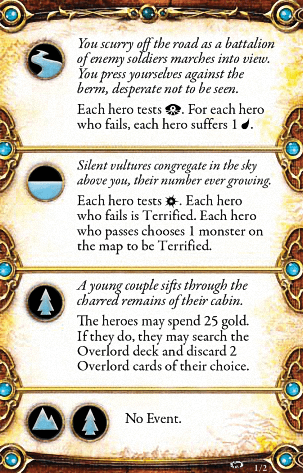 You scurry off the road as a battalion
of enemy soldiers marches into view.
You press yourselves against the
berm, desperate not to be seen.
Each hero tests . For each hero
who fails, each hero suffers 1 .
Silent vultures congregate in the sky
above you, their number ever growing.
Each hero tests . Each hero
who fails is Terrified. Each hero
who passes chooses 1 monster on
the map to be Terrified.
A young couple sifts through the
charred remains of their cabin.
The heroes may spend 25 gold.
If they do, they may search the
Overlord deck and discard 2
Overlord cards of their choice.
No Event.
1/2